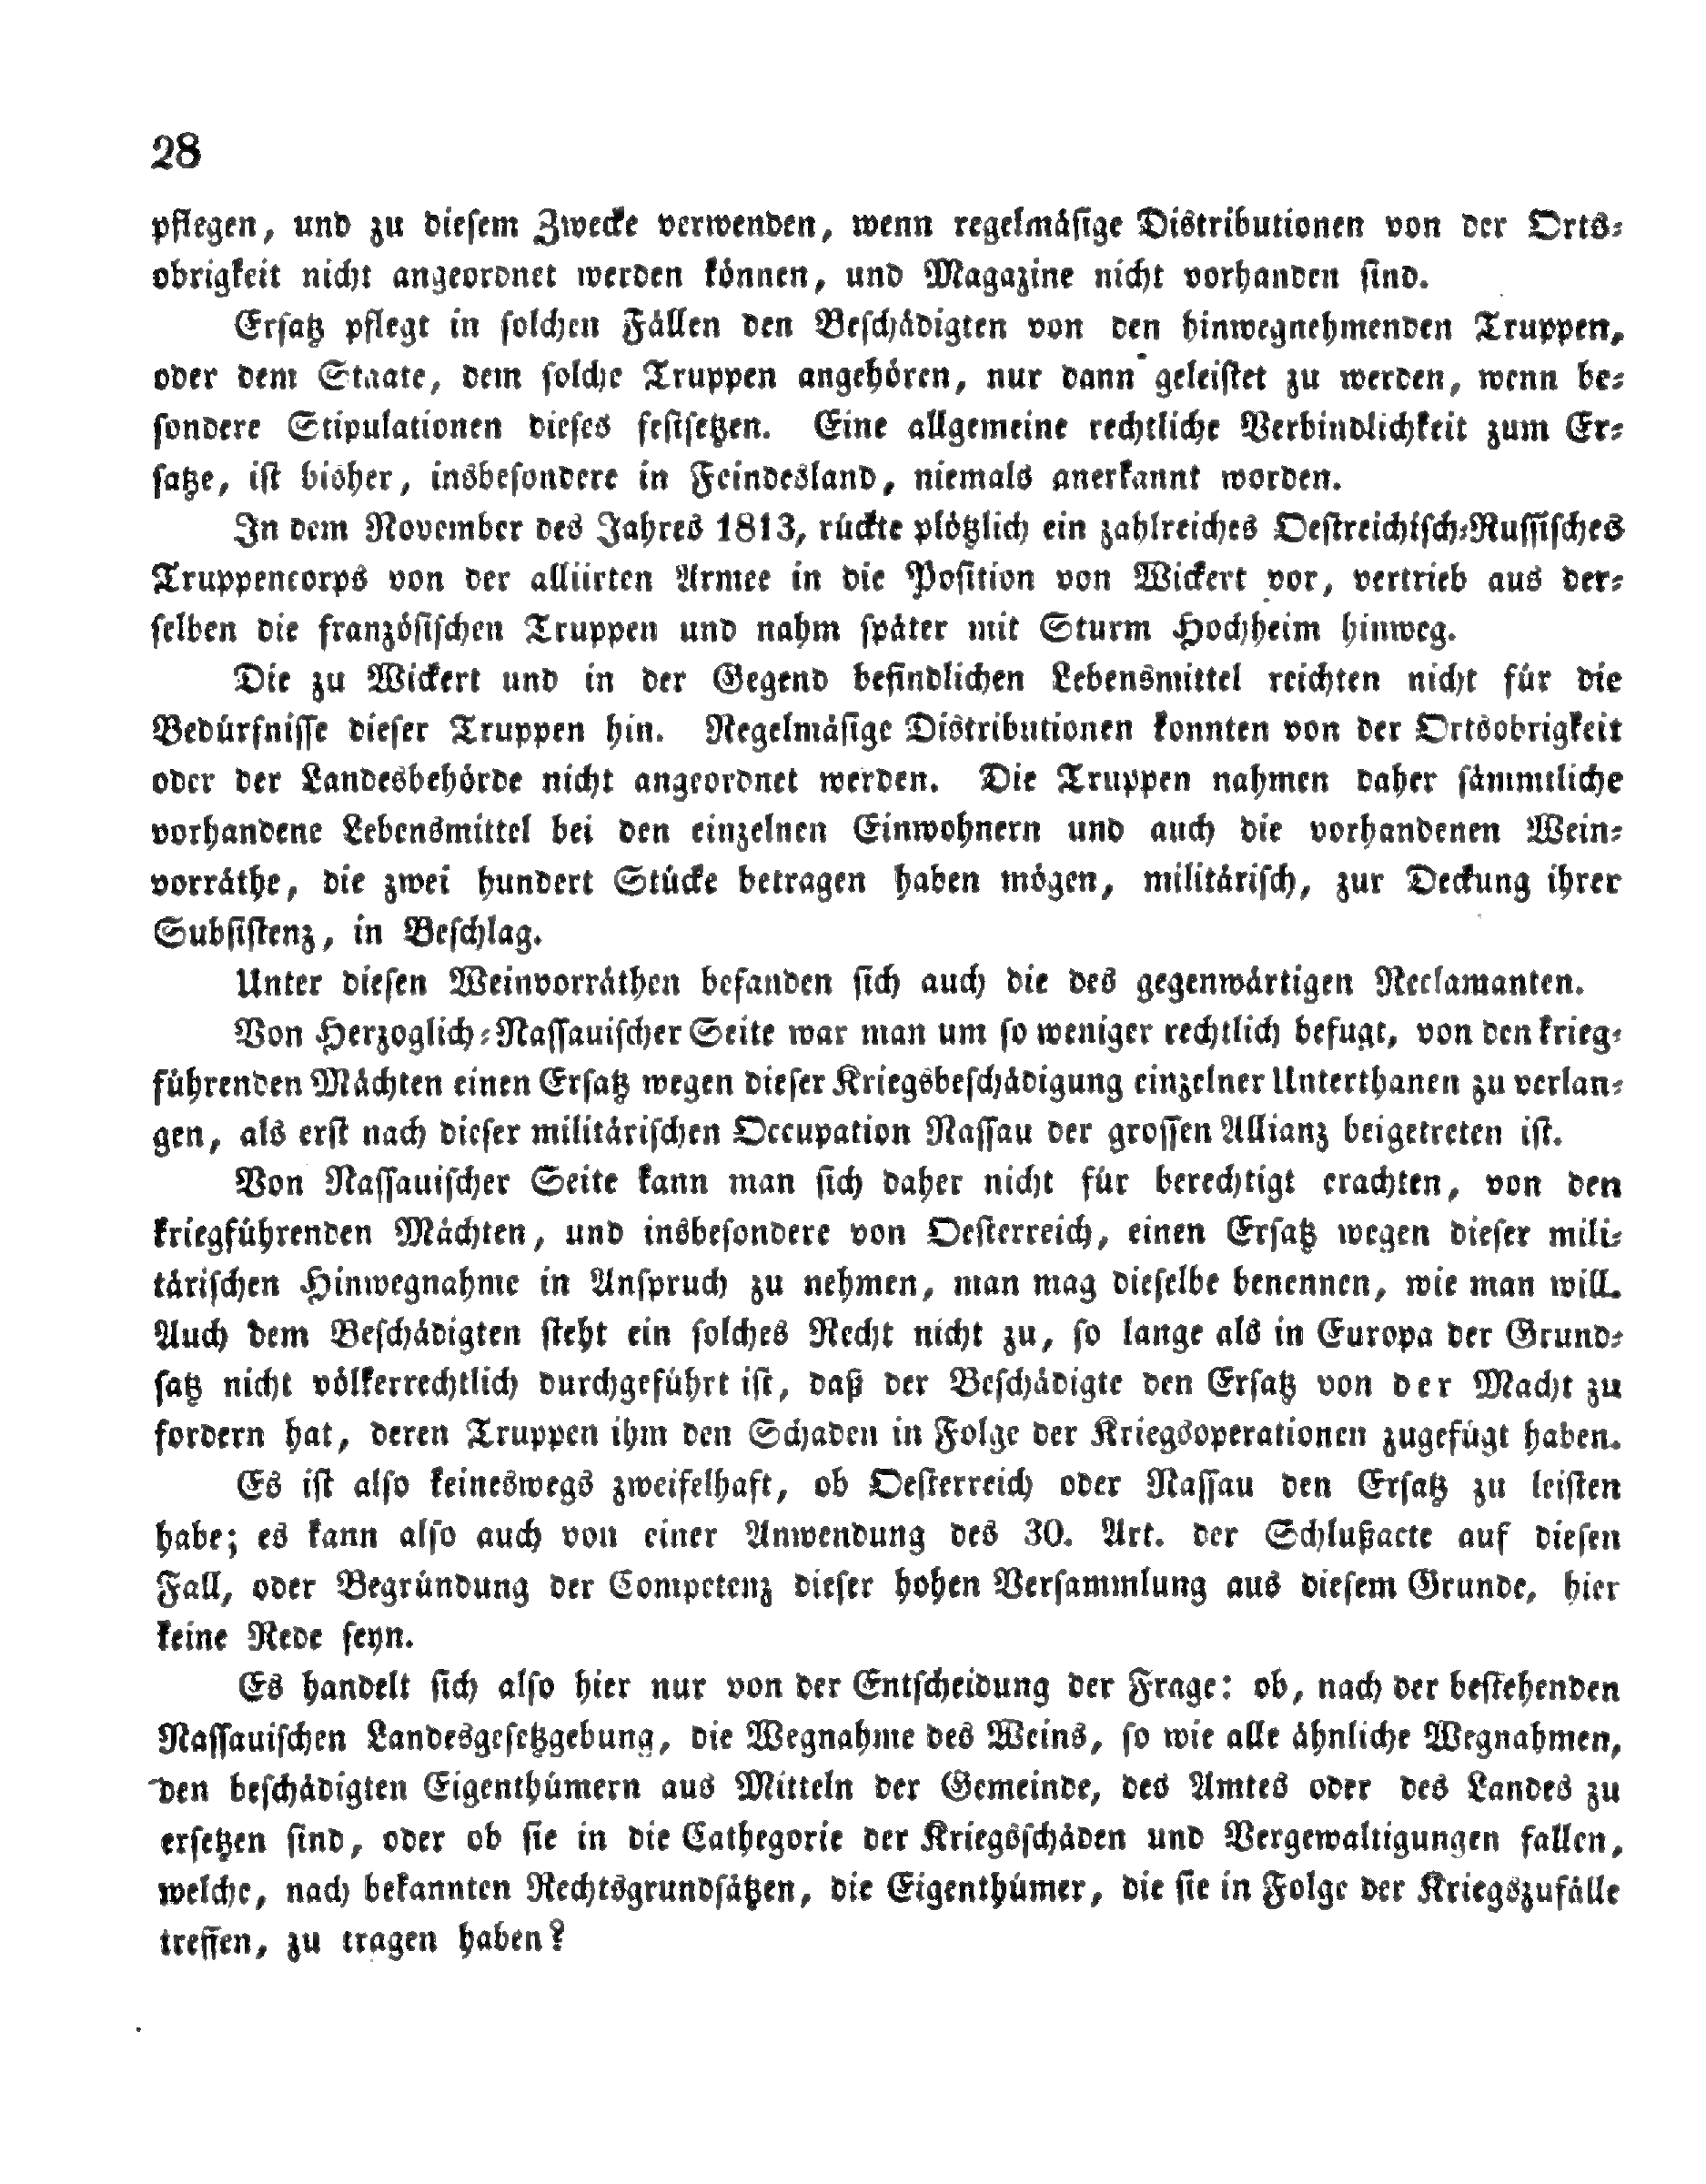 28
pflegen, und zu diesem Zwecke verwenden, wenn regelmäsige Distributionen von der Orts-
obrigkeit nicht angeordnet werden können, und Magazine nicht vorhanden sind.
Ersatz pflegt in solchen Fällen den Beschädigten von den hinwegnehmenden Truppen,
oder dem Staate, dem solche Truppen angehören, nur dann geleistet zu werden, wenn be-
sondere Stipulationen dieses festsetzen. Eine allgemeine rechtliche Verbindlichkeit zum Er-
satze, ist bisher, insbesondere in Feindesland, niemals anerkannt worden.
In dem November des Jahres 1813, rückte plötzlich ein zahlreiches Oestreichisch-Russisches
Truppencorps von der alliirten Armee in die Position von Wickert vor, vertrieb aus der-
selben die französischen Truppen und nahm später mit Sturm Hochheim hinweg.
Die zu Wickert und in der Gegend befindlichen Lebensmittel reichten nicht für die
Bedürfnisse dieser Truppen hin. Regelmäsige Distributionen konnten von der Ortsobrigkeit
oder der Landesbehörde nicht angeordnet werden. Die Truppen nahmen daher sämmtliche
vorhandene Lebensmittel bei den einzelnen Einwohnern und auch die vorhandenen Wein-
vorräthe, die zwei hundert Stücke betragen haben mögen, militärisch, zur Deckung ihrer
Subsistenz, in Beschlag.
Unter diesen Weinvorräthen befanden sich auch die des gegenwärtigen Reclamanten.
Von Herzoglich-Nassauischer Seite war man um so weniger rechtlich befugt, von den krieg-
führenden Mächten einen Ersatz wegen dieser Kriegsbeschädigung einzelner Unterthanen zu verlan-
gen, als erst nach dieser militärischen Occupation Nassau der grossen Allianz beigetreten ist.
Von Nassauischer Seite kann man sich daher nicht für berechtigt erachten, von den
kriegführenden Mächten, und insbesondere von Oesterreich, einen Ersatz wegen dieser mili-
tärischen Hinwegnahme in Anspruch zu nehmen, man mag dieselbe benennen, wie man will.
Auch dem Beschädigten steht ein solches Recht nicht zu, so lange als in Europa der Grund-
satz nicht völkerrechtlich durchgeführt ist, daß der Beschädigte den Ersatz von der Macht zu
fordern hat, deren Truppen ihm den Schaden in Folge der Kriegsoperationen zugefügt haben.
Es ist also keineswegs zweifelhaft, ob Oesterreich oder Nassau den Ersatz zu leisten
habe; es kann also auch von einer Anwendung des 30. Art. der Schlußacte auf diesen
Fall, oder Begründung der Competenz dieser hohen Versammlung aus diesem Grunde, hier
keine Rede seyn.
Es handelt sich also hier nur von der Entscheidung der Frage: ob, nach der bestehenden
Nassauischen Landesgesetzgebung, die Wegnahme des Weins, so wie alle ähnliche Wegnahmen,
den beschädigten Eigenthümern aus Mitteln der Gemeinde, des Amtes oder des Landes zu
ersetzen sind, oder ob sie in die Cathegorie der Kriegsschäden und Vergewaltigungen fallen,
welche, nach bekannten Rechtsgrundsätzen, die Eigenthümer, die sie in Folge der Kriegszufälle
treffen, zu tragen haben?